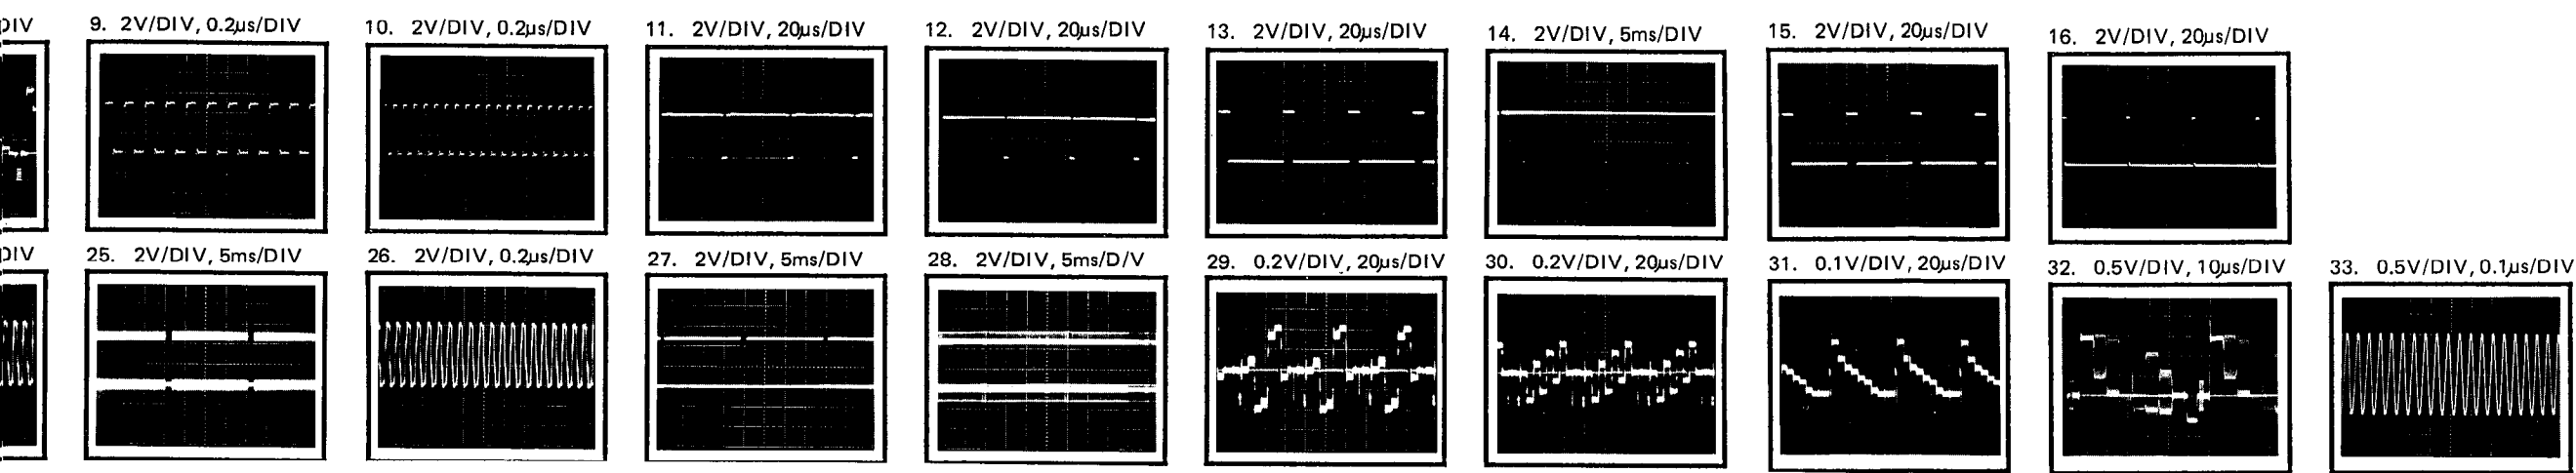 DIV
9. 2V/DIV, 0.2µs/DIV
10. 2V/DIV, 0.2µs/DIV
11. 2V/DIV, 20µs/DIV
12. 2V/DIV, 20µs/DIV
13. 2V/DIV, 20µs/DIV
14. 2V/DIV, 5ms/DIV
15. 2V/DIV, 20µs/DIV
16. 2V/DIV, 20µs/DIV
DIV
25. 2V/DIV, 5ms/DIV
26. 2V/DIV, 0.2µs/DIV
27. 2V/DIV, 5ms/DIV
28. 2V/DIV, 5ms/D/V
29. 0.2V/DIV, 20µs/DIV
30. 0.2V/DIV, 20µs/DIV
31. 0.1V/DIV, 20µs/DIV
32. 0.5V/DIV, 10µs/DIV
33. 0.5V/DIV, 0.1µs/DIV